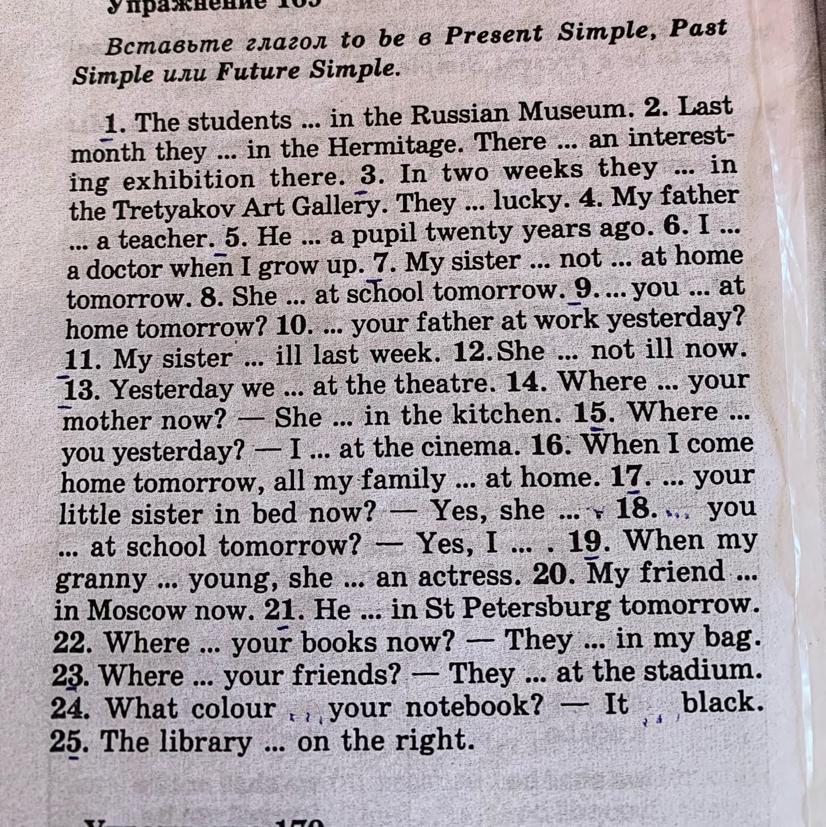 Упражнение 169
Вставьте глагол to be в Present Simple, Past
Simple или Future Simple.
1. The students ... in the Russian Museum. 2. Last
month they ... in the Hermitage. There ... an interest-
ing exhibition there. 3. In two weeks they ... in
the Tretyakov Art Gallery. They ... lucky. 4. My father
... a teacher. 5. He ... a pupil twenty years ago. 6. I ...
a doctor when I grow up. 7. My sister ... not ... at home
tomorrow. 8. She ... at school tomorrow. 9. ... you ... at
home tomorrow? 10. ... your father at work yesterday?
11. My sister ... ill last week. 12. She ... not ill now.
13. Yesterday we ... at the theatre. 14. Where ... your
mother now? — She ... in the kitchen. 15. Where ...
you yesterday? — I ... at the cinema. 16. When I come
home tomorrow, all my family ... at home. 17. ... your
little sister in bed now? — Yes, she ... . 18. ... you
... at school tomorrow? — Yes, I ... . 19. When my
granny ... young, she ... an actress. 20. My friend ...
in Moscow now. 21. He ... in St Petersburg tomorrow.
22. Where ... your books now? — They ... in my bag.
23. Where ... your friends? — They ... at the stadium.
24. What colour ... your notebook? — It ... black.
25. The library ... on the right.
Упражнение 170